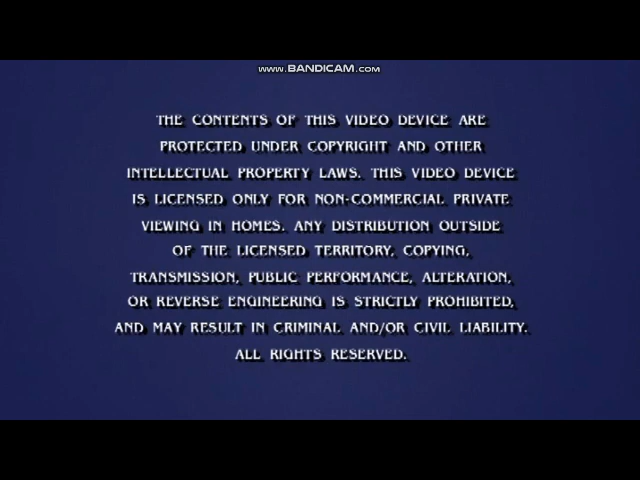 www.BANDICAM.com
THE CONTENTS OF THIS VIDEO DEVICE ARE
PROTECTED UNDER COPYRIGHT AND OTHER
INTELLECTUAL PROPERTY LAWS. THIS VIDEO DEVICE
IS LICENSED ONLY FOR NON-COMMERCIAL PRIVATE
VIEWING IN HOMES. ANY DISTRIBUTION OUTSIDE
OF THE LICENSED TERRITORY, COPYING,
TRANSMISSION, PUBLIC PERFORMANCE, ALTERATION,
OR REVERSE ENGINEERING IS STRICTLY PROHIBITED,
AND MAY RESULT IN CRIMINAL AND/OR CIVIL LIABILITY.
ALL RIGHTS RESERVED.